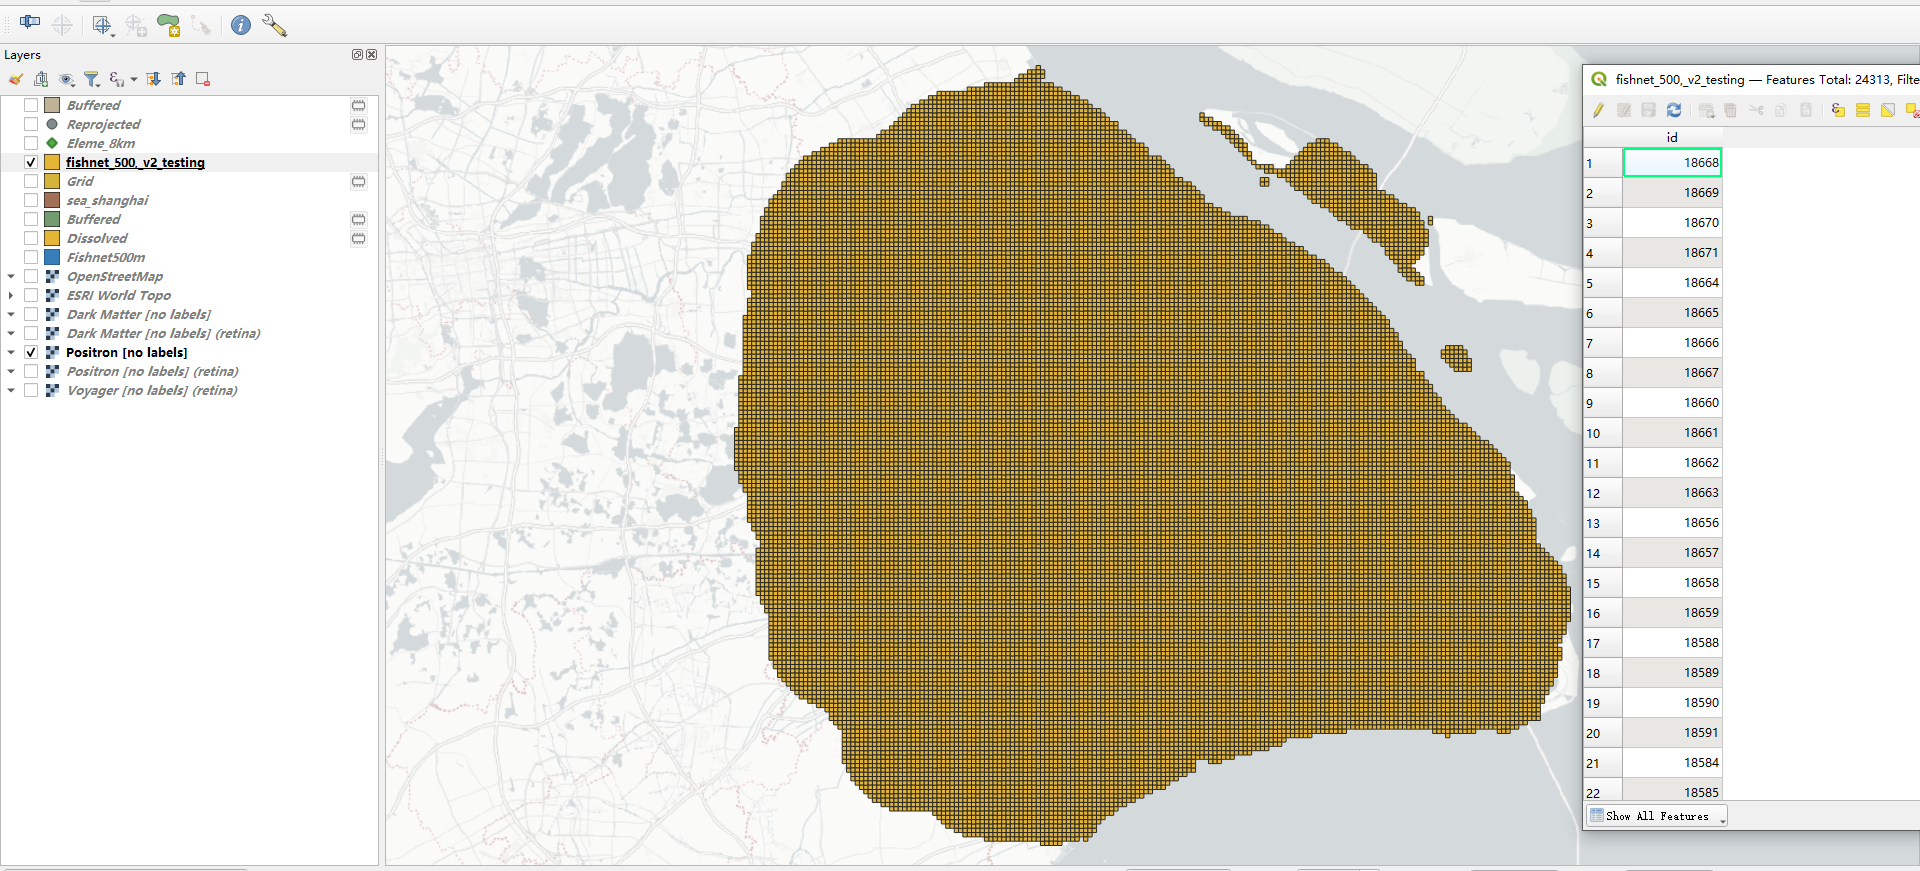 Layers
Buffered
Reprojected
Eleme_8km
fishnet_500_v2_testing
Grid
sea_shanghai
Buffered
Dissolved
Fishnet500m
OpenStreetMap
ESRI World Topo
Dark Matter [no labels]
Dark Matter [no labels] (retina)
Positron [no labels]
Positron [no labels] (retina)
Voyager [no labels] (retina)
fishnet_500_v2_testing — Features Total: 24313, Filte
id
1 18668
2 18669
3 18670
4 18671
5 18664
6 18665
7 18666
8 18667
9 18660
10 18661
11 18662
12 18663
13 18656
14 18657
15 18658
16 18659
17 18588
18 18589
19 18590
20 18591
21 18584
22 18585
Show All Features